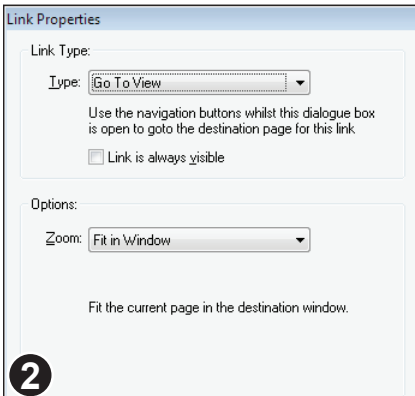 Link Properties
Link Type:
Type: Go To View
Use the navigation buttons whilst this dialogue box
is open to goto the destination page for this link
Link is always visible
Options:
Zoom: Fit in Window
Fit the current page in the destination window.
2